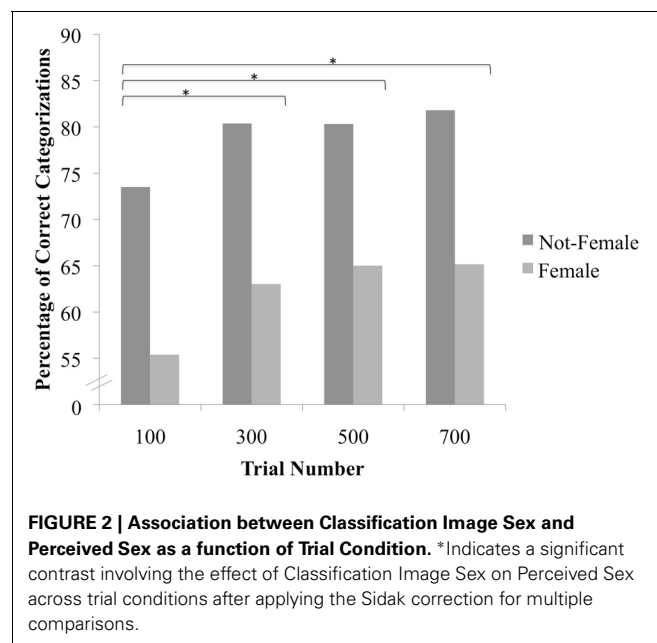 90
85
80
75
70
65
60
55
0
Percentage of Correct Categorizations
*
*
*
Not-Female
Female
100 300 500 700
Trial Number
FIGURE 2 | Association between Classification Image Sex and
Perceived Sex as a function of Trial Condition. *Indicates a significant
contrast involving the effect of Classification Image Sex on Perceived Sex
across trial conditions after applying the Sidak correction for multiple
comparisons.